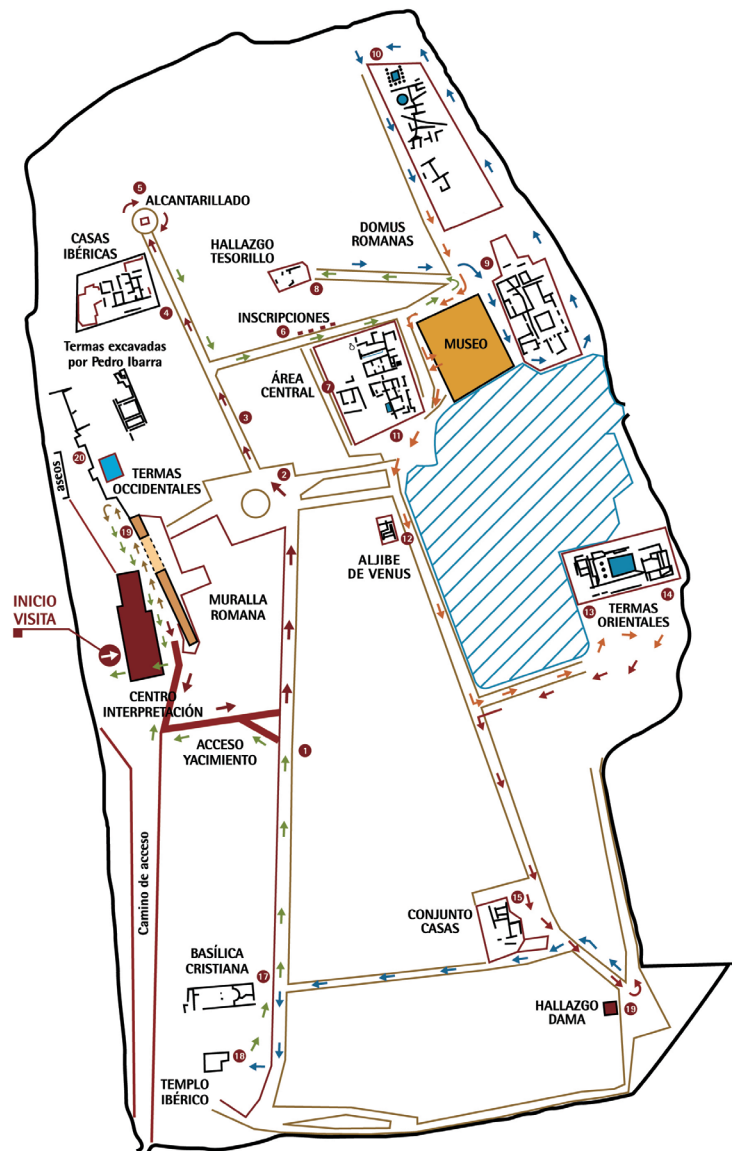 10
5
ALCANTARILLADO
CASAS
IBÉRICAS
HALLAZGO
TESORILLO
DOMUS
ROMANAS
9
8
4
INSCRIPCIONES
6
Termas excavadas
por Pedro Ibarra
MUSEO
ÁREA
CENTRAL
7
3
11
20
aseos
TERMAS
OCCIDENTALES
2
19
12
ALJIBE
DE VENUS
MURALLA
ROMANA
INICIO
VISITA
13
14
TERMAS
ORIENTALES
CENTRO
INTERPRETACIÓN
ACCESO
YACIMIENTO
1
Camino de acceso
CONJUNTO
CASAS
15
BASÍLICA
CRISTIANA
17
HALLAZGO
DAMA
19
18
TEMPLO
IBÉRICO